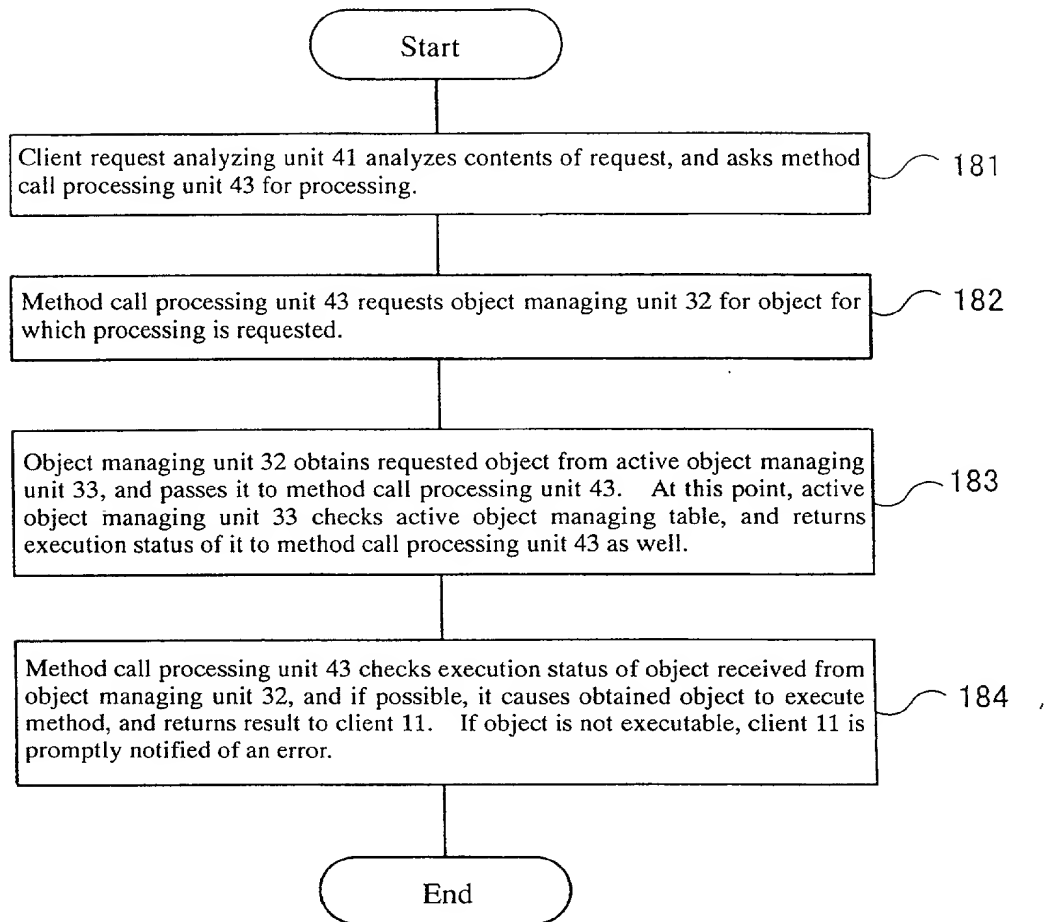 Start
Client request analyzing unit 41 analyzes contents of request, and asks method
call processing unit 43 for processing.
181
Method call processing unit 43 requests object managing unit 32 for object for
which processing is requested.
182
Object managing unit 32 obtains requested object from active object managing
unit 33, and passes it to method call processing unit 43. At this point, active
object managing unit 33 checks active object managing table, and returns
execution status of it to method call processing unit 43 as well.
183
Method call processing unit 43 checks execution status of object received from
object managing unit 32, and if possible, it causes obtained object to execute
method, and returns result to client 11. If object is not executable, client 11 is
promptly notified of an error.
184
End